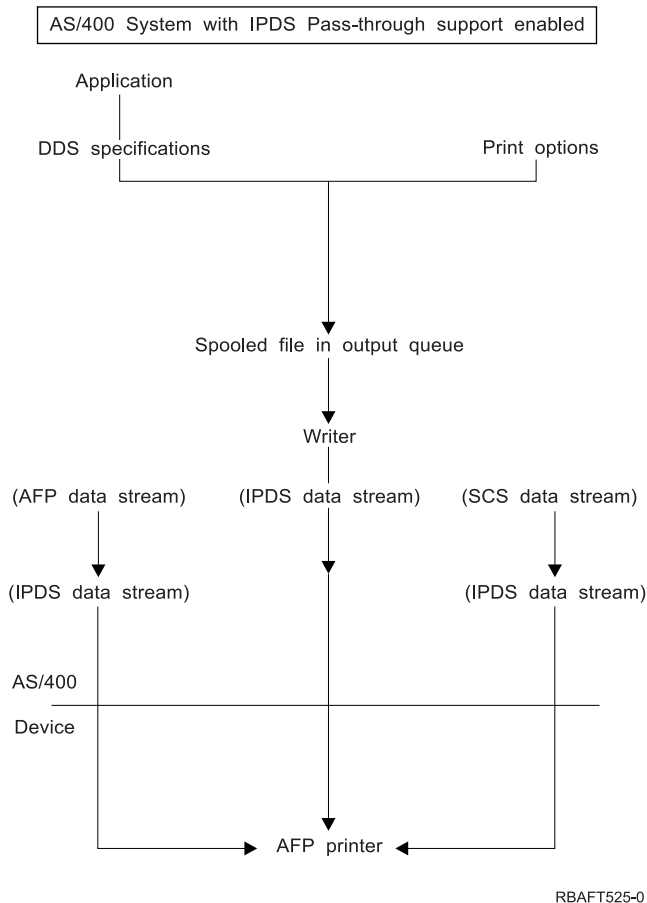 AS/400 System with IPDS Pass-through support enabled
Application
DDS specifications
Print options
Spooled file in output queue
Writer
(AFP data stream)
(IPDS data stream)
(SCS data stream)
(IPDS data stream)
(IPDS data stream)
AS/400
Device
AFP printer
RBAFT525-0